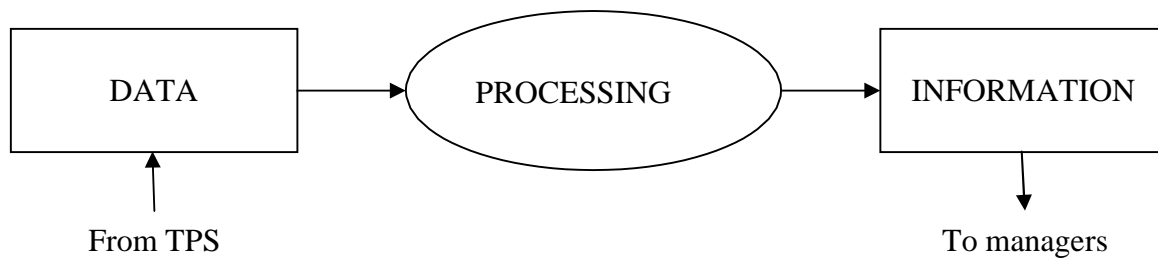 DATA
PROCESSING
INFORMATION
From TPS
To managers